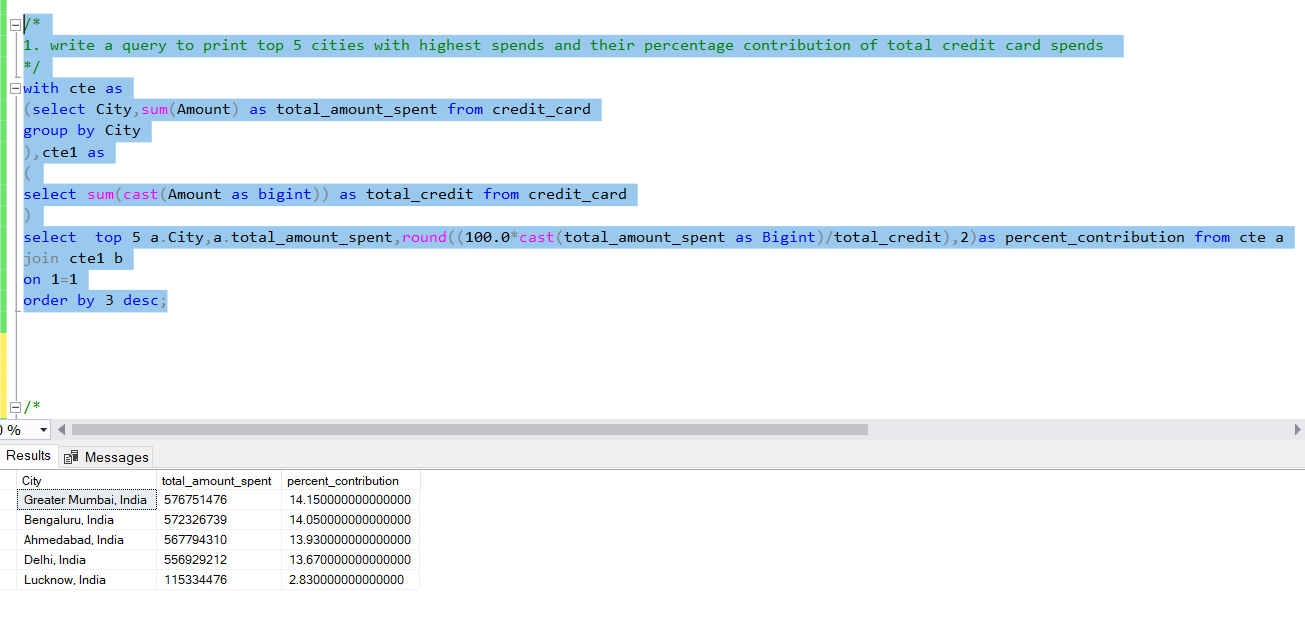 /*
1. write a query to print top 5 cities with highest spends and their percentage contribution of total credit card spends
*/
with cte as
(select City,sum(Amount) as total_amount_spent from credit_card
group by City
),cte1 as
(
select sum(cast(Amount as bigint)) as total_credit from credit_card
)
select  top 5 a.City,a.total_amount_spent,round((100.0*cast(total_amount_spent as Bigint)/total_credit),2)as percent_contribution from cte a
join cte1 b
on 1=1
order by 3 desc;
/*
0 %
Results Messages
City total_amount_spent percent_contribution
Greater Mumbai, India 576751476 14.150000000000000
Bengaluru, India 572326739 14.050000000000000
Ahmedabad, India 567794310 13.930000000000000
Delhi, India 556929212 13.670000000000000
Lucknow, India 115334476 2.830000000000000